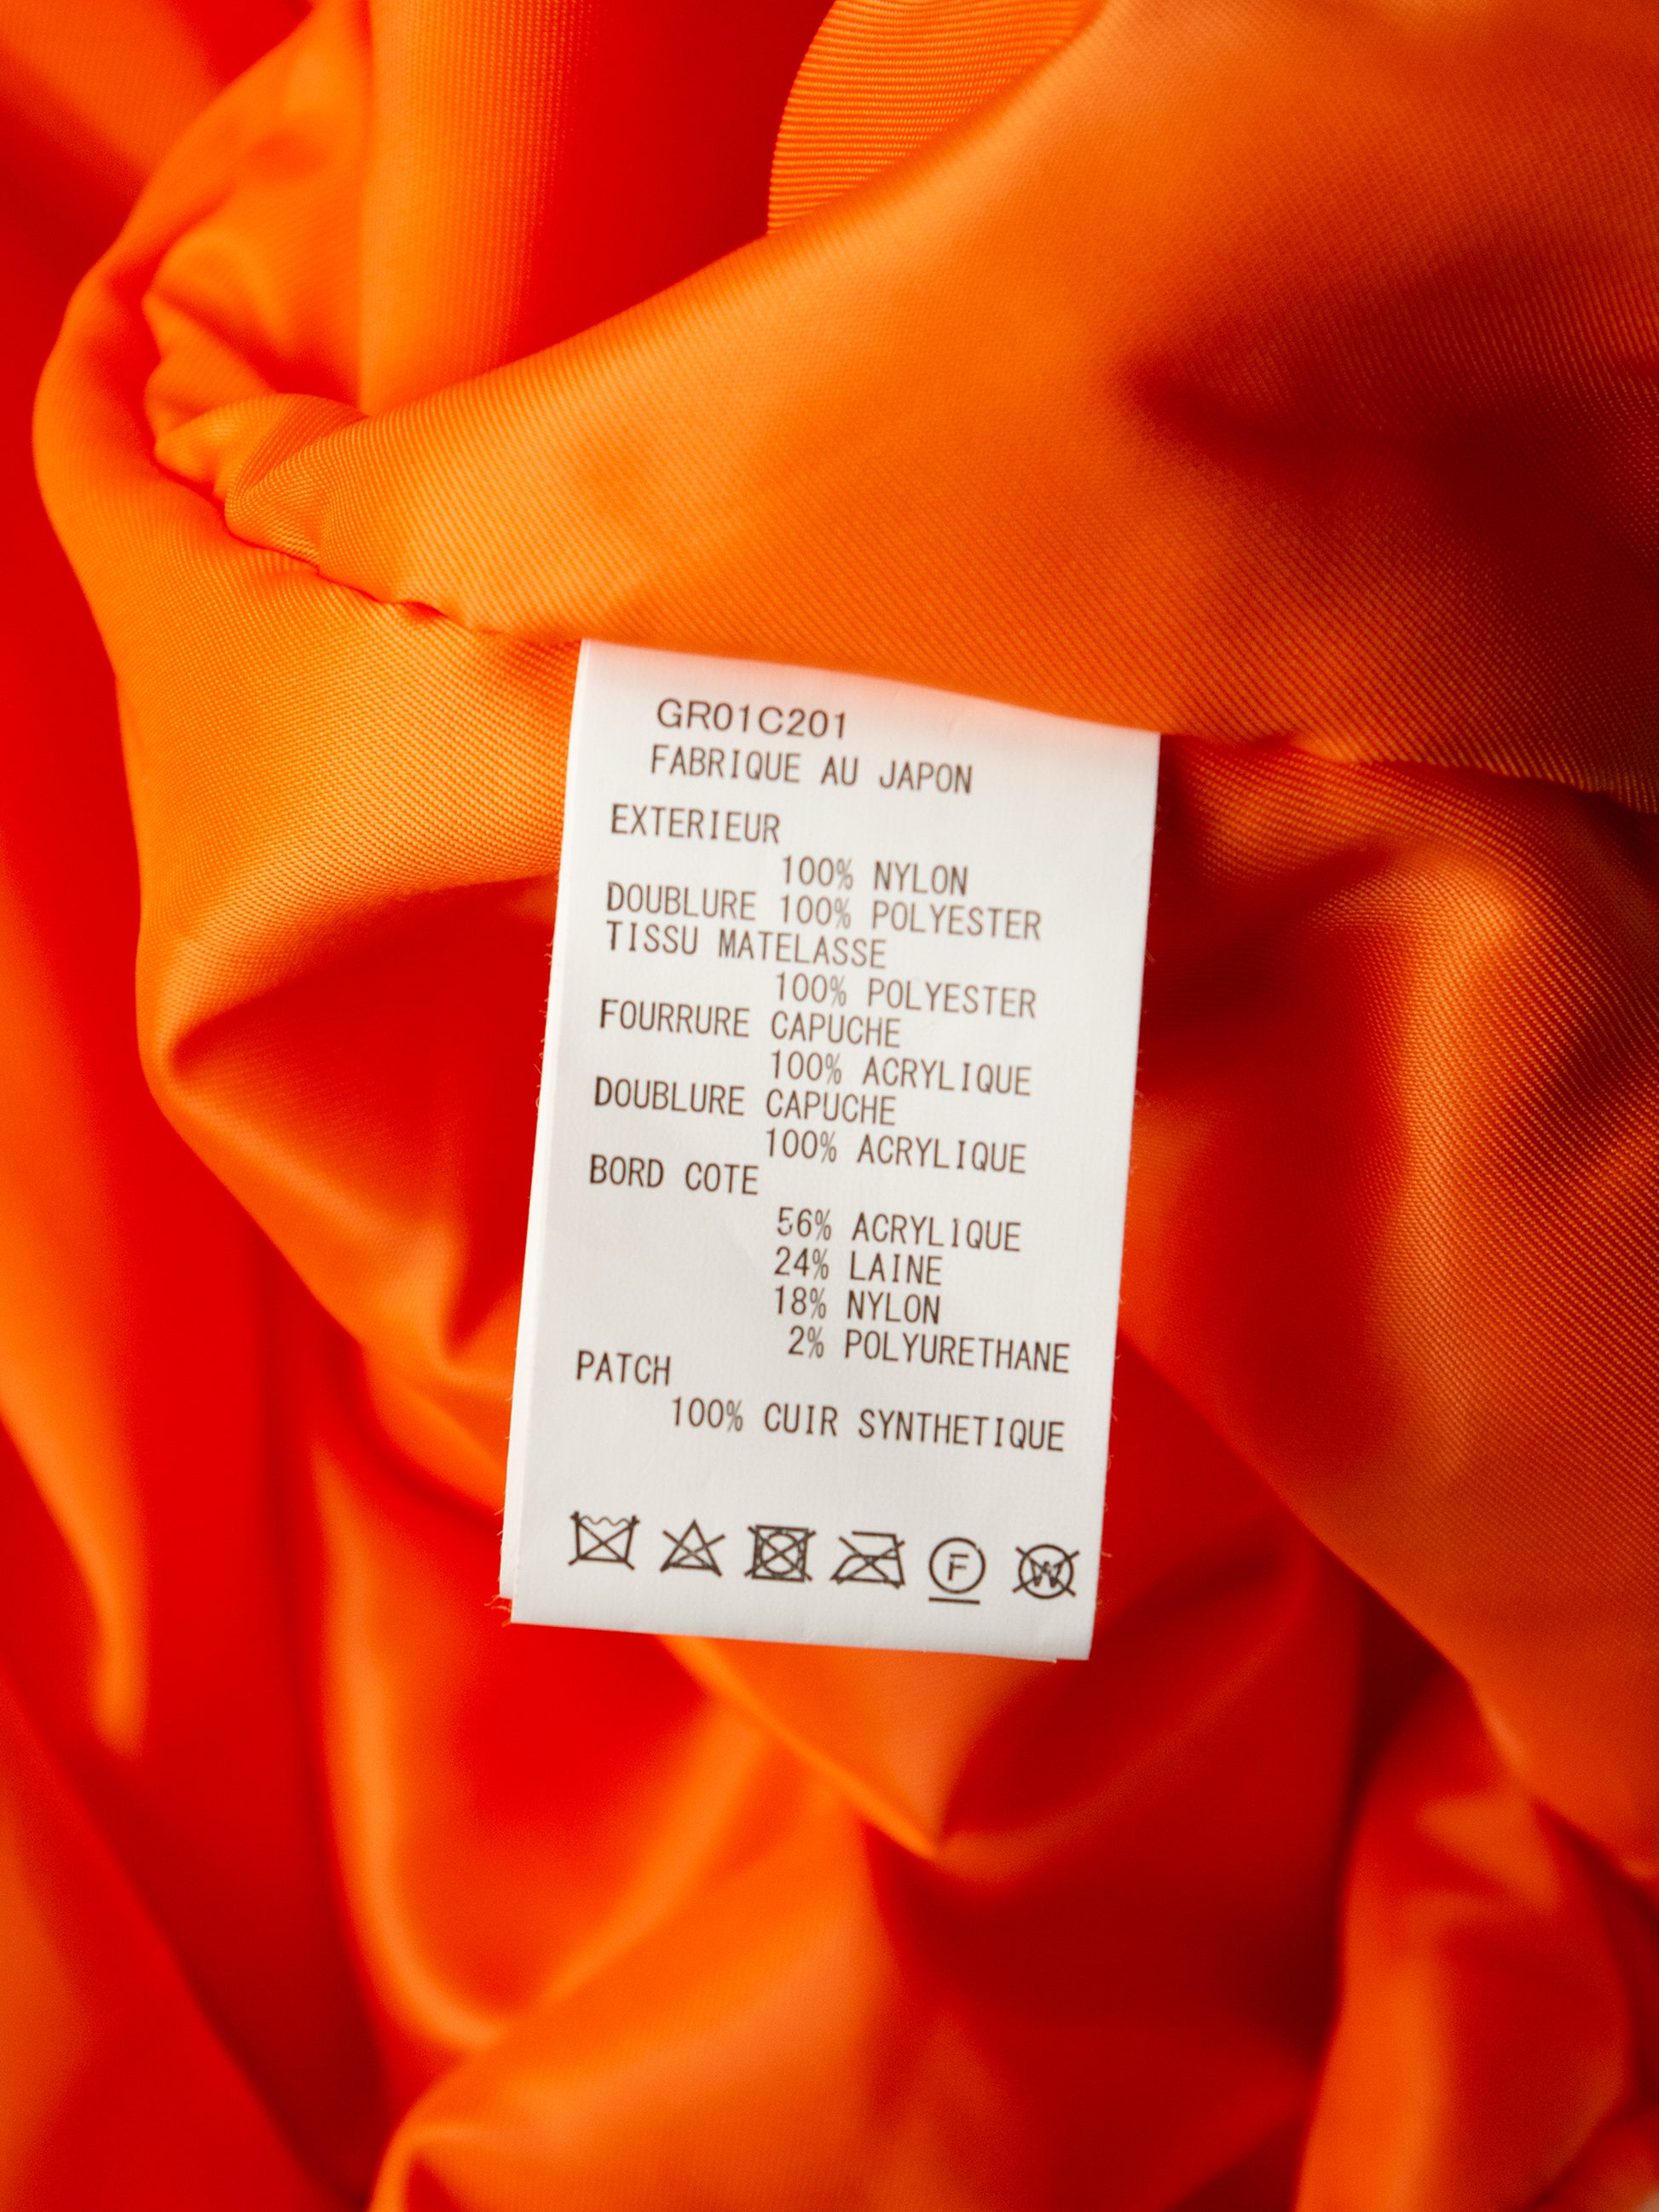 GR01C201
FABRIQUE AU JAPON
EXTERIEUR
100% NYLON
DOUBLURE 100% POLYESTER
TISSU MATELASSE
100% POLYESTER
FOURRURE CAPUCHE
100% ACRYLIQUE
DOUBLURE CAPUCHE
100% ACRYLIQUE
BORD COTE
56% ACRYLIQUE
24% LAINE
18% NYLON
2% POLYURETHANE
PATCH
100% CUIR SYNTHETIQUE
F W